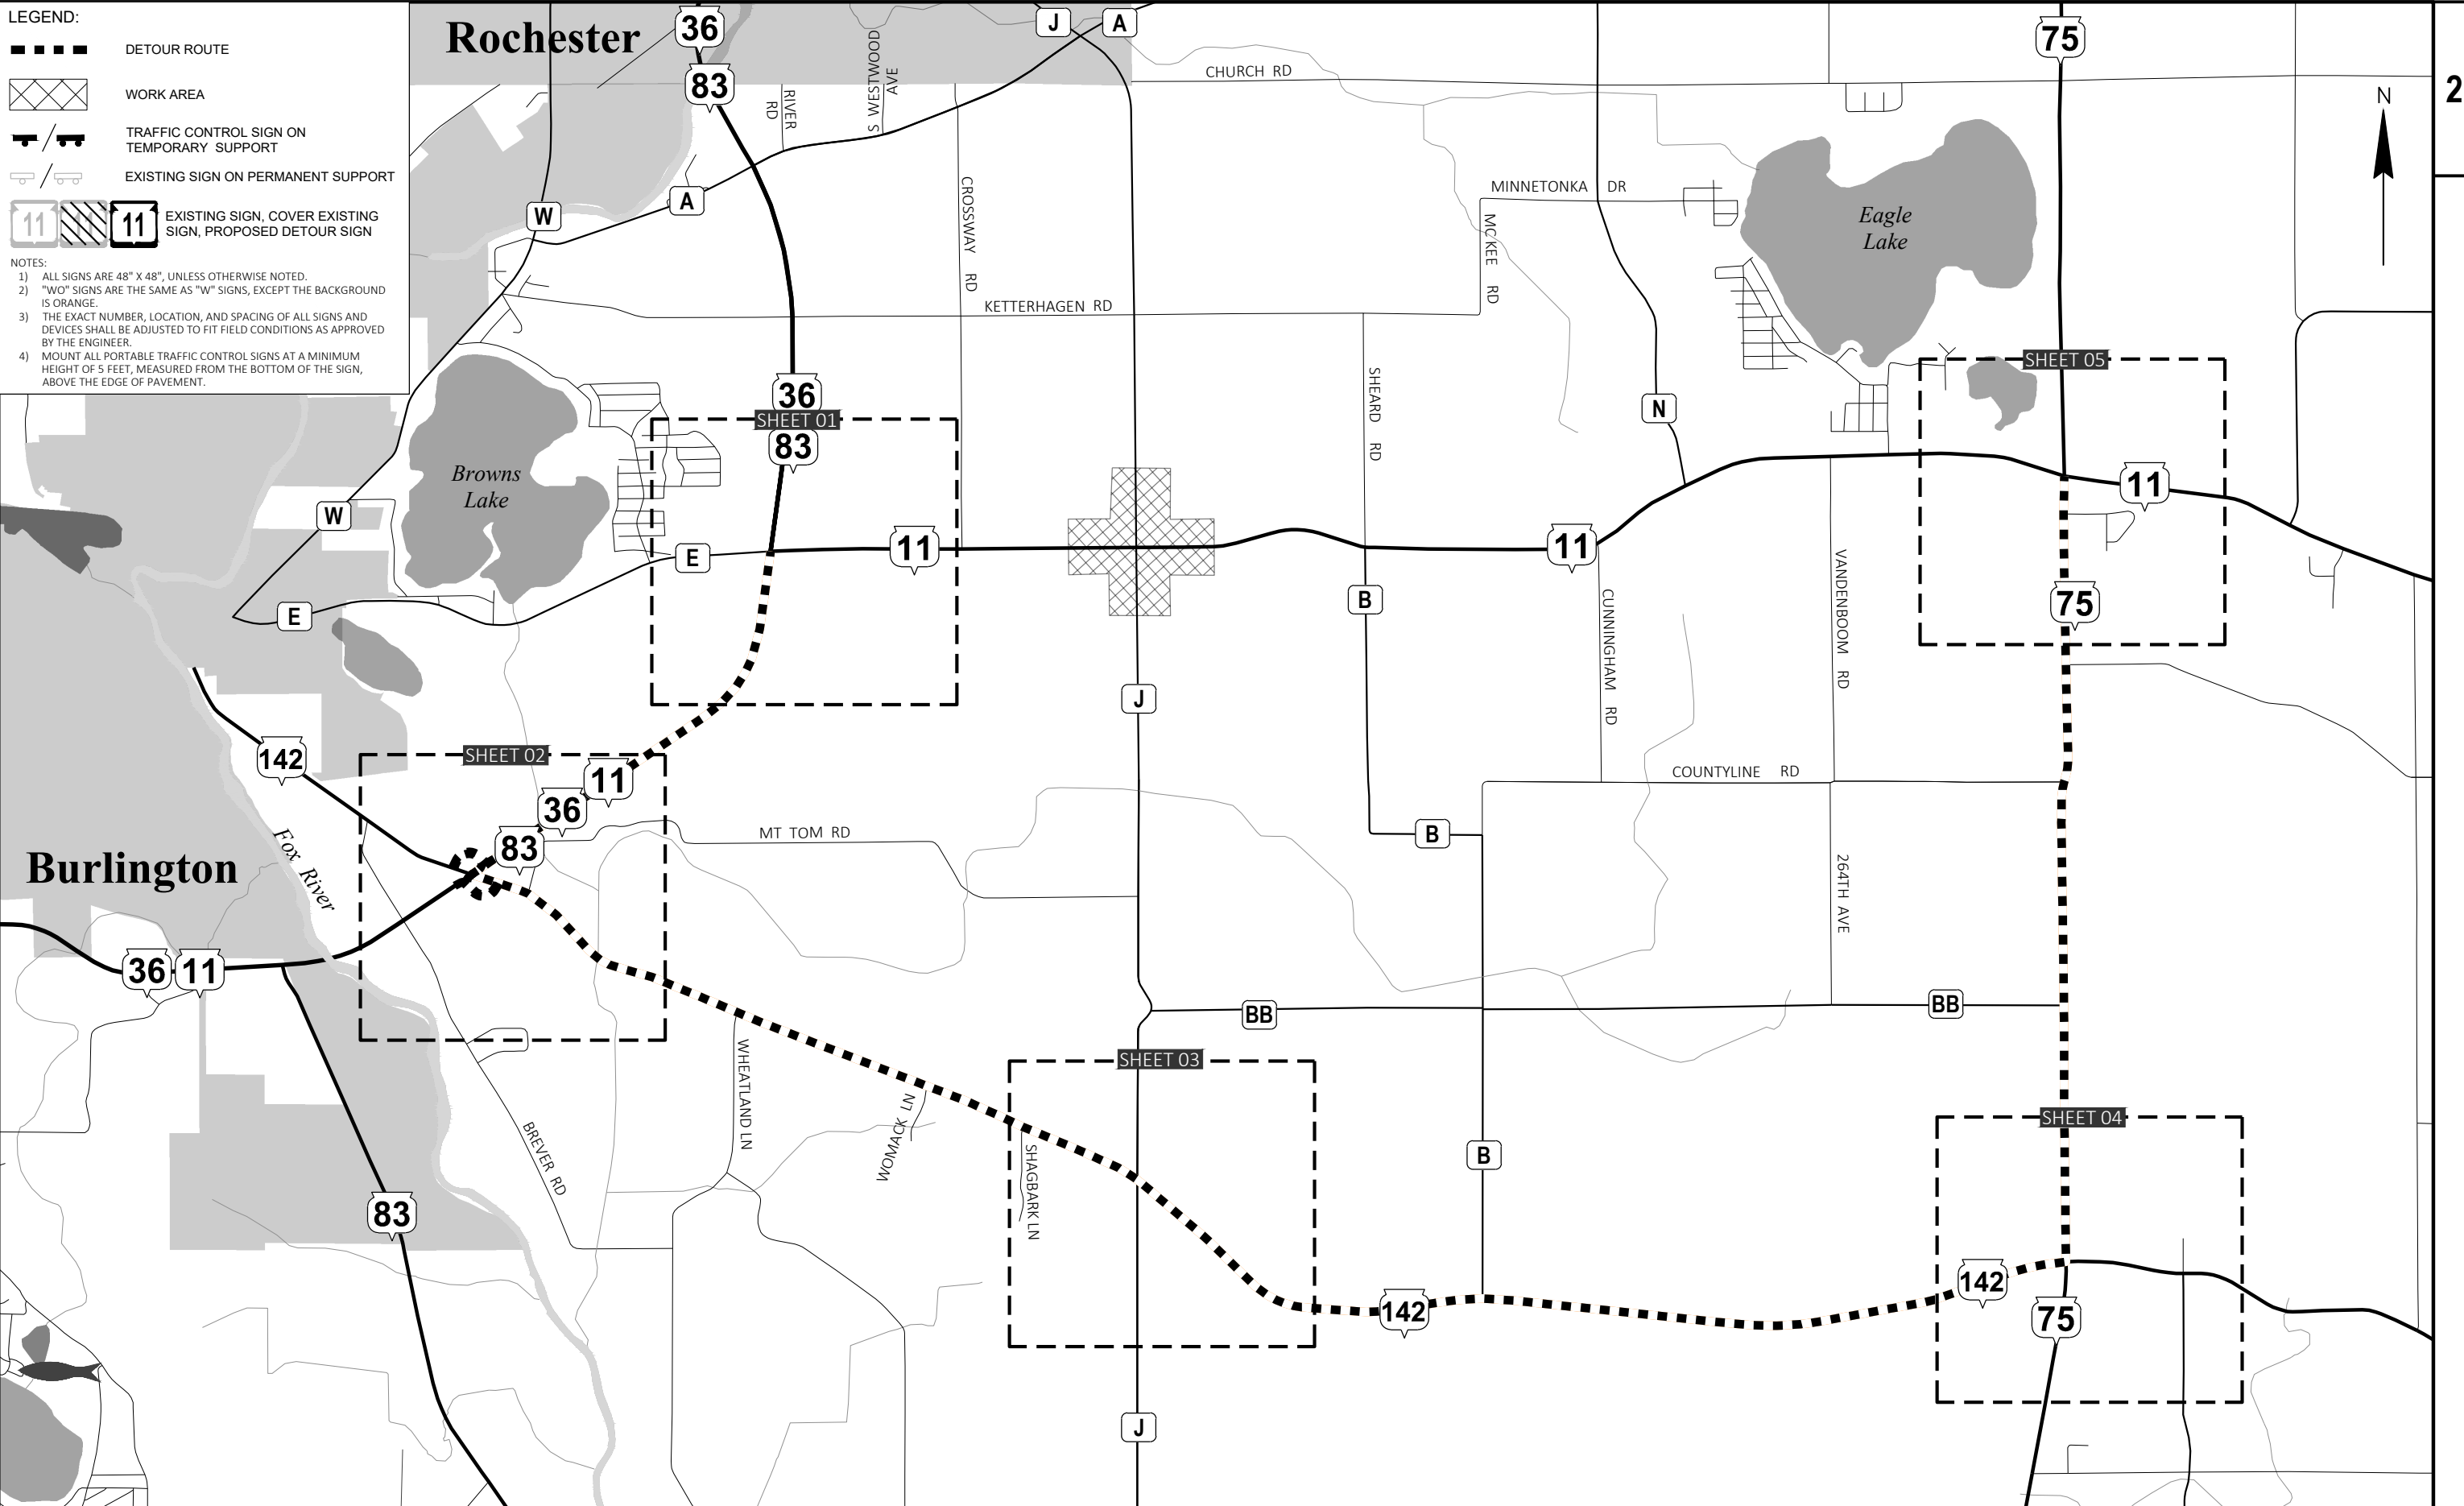 LEGEND:
DETOUR ROUTE
WORK AREA
TRAFFIC CONTROL SIGN ON
TEMPORARY SUPPORT
EXISTING SIGN ON PERMANENT SUPPORT
11
11
11
EXISTING SIGN, COVER EXISTING
SIGN, PROPOSED DETOUR SIGN
NOTES:
1) ALL SIGNS ARE 48" X 48", UNLESS OTHERWISE NOTED.
2) "WO" SIGNS ARE THE SAME AS "W" SIGNS, EXCEPT THE BACKGROUND
IS ORANGE.
3) THE EXACT NUMBER, LOCATION, AND SPACING OF ALL SIGNS AND
DEVICES SHALL BE ADJUSTED TO FIT FIELD CONDITIONS AS APPROVED
BY THE ENGINEER.
4) MOUNT ALL PORTABLE TRAFFIC CONTROL SIGNS AT A MINIMUM
HEIGHT OF 5 FEET, MEASURED FROM THE BOTTOM OF THE SIGN,
ABOVE THE EDGE OF PAVEMENT.
Rochester
36
83
J
A
75
2
N
CHURCH RD
RIVER
RD
S WESTWOOD
AVE
A
W
CROSSWAY RD
MINNETONKA DR
MCKEE RD
Eagle
Lake
KETTERHAGEN RD
36
SHEET 01
83
SHEARD RD
N
SHEET 05
Browns
Lake
W
E
E
11
11
11
B
CUNNINGHAM RD
VANDENBOOM RD
75
J
142
SHEET 02
11
36
83
MT TOM RD
COUNTYLINE RD
B
264TH AVE
Burlington
Fox River
36
11
BB
BB
SHEET 03
WHEATLAND LN
WOMACK LN
BREVER RD
SHAGBARK LN
B
SHEET 04
83
142
142
75
J